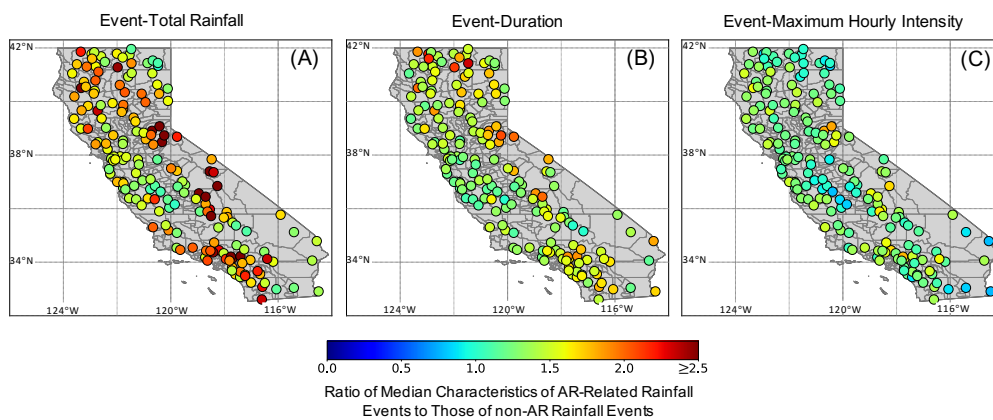 Event-Total Rainfall
Event-Duration
Event-Maximum Hourly Intensity
42°N
(A)
38°N
34°N
124°W
120°W
116°W
42°N
(B)
38°N
34°N
124°W
120°W
116°W
42°N
(C)
38°N
34°N
124°W
120°W
116°W
0.0 0.5 1.0 1.5 2.0 ≥2.5
Ratio of Median Characteristics of AR-Related Rainfall
Events to Those of non-AR Rainfall Events